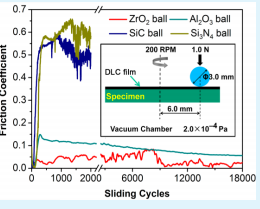 ZrO₂ ball
Al₂O₃ ball
SiC ball
Si₃N₄ ball
0.7
0.6
0.5
0.4
0.3
0.2
0.1
0.0
Friction Coefficient
200 RPM
1.0 N
DLC film
Φ3.0 mm
Specimen
6.0 mm
Vacuum Chamber
2.0×10⁻⁴ Pa
0
1000
2000
6000
12000
18000
Sliding Cycles